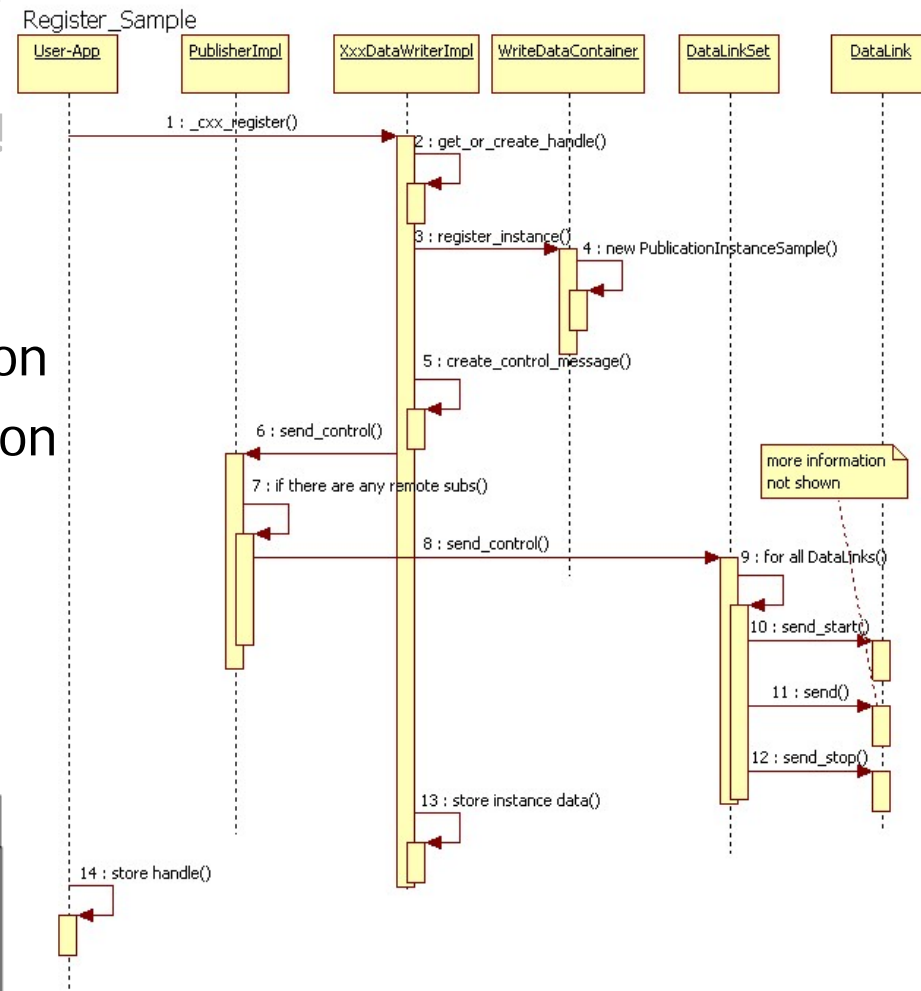 Register_Sample
User-App
PublisherImpl
XxxDataWriterImpl
WriteDataContainer
DataLinkSet
DataLink
1 : _cxx_register()
2 : get_or_create_handle()
3 : register_instance()
4 : new PublicationInstanceSample()
on
5 : create_control_message()
on
6 : send_control()
more information
not shown
7 : if there are any remote subs()
8 : send_control()
9 : for all DataLinks()
10 : send_start()
11 : send()
12 : send_stop()
13 : store instance data()
14 : store handle()